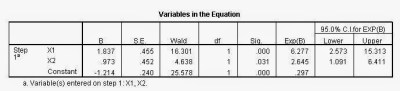 Variables in the Equation
95.0% C.I.for EXP(B)
B S.E. Wald df Sig. Exp(B) Lower Upper
Step 1ª X1 1.837 .455 16.301 1 .000 6.277 2.573 15.313
X2 .973 .452 4.638 1 .031 2.645 1.091 6.411
Constant -1.214 .240 25.578 1 .000 .297
a. Variable(s) entered on step 1: X1, X2.